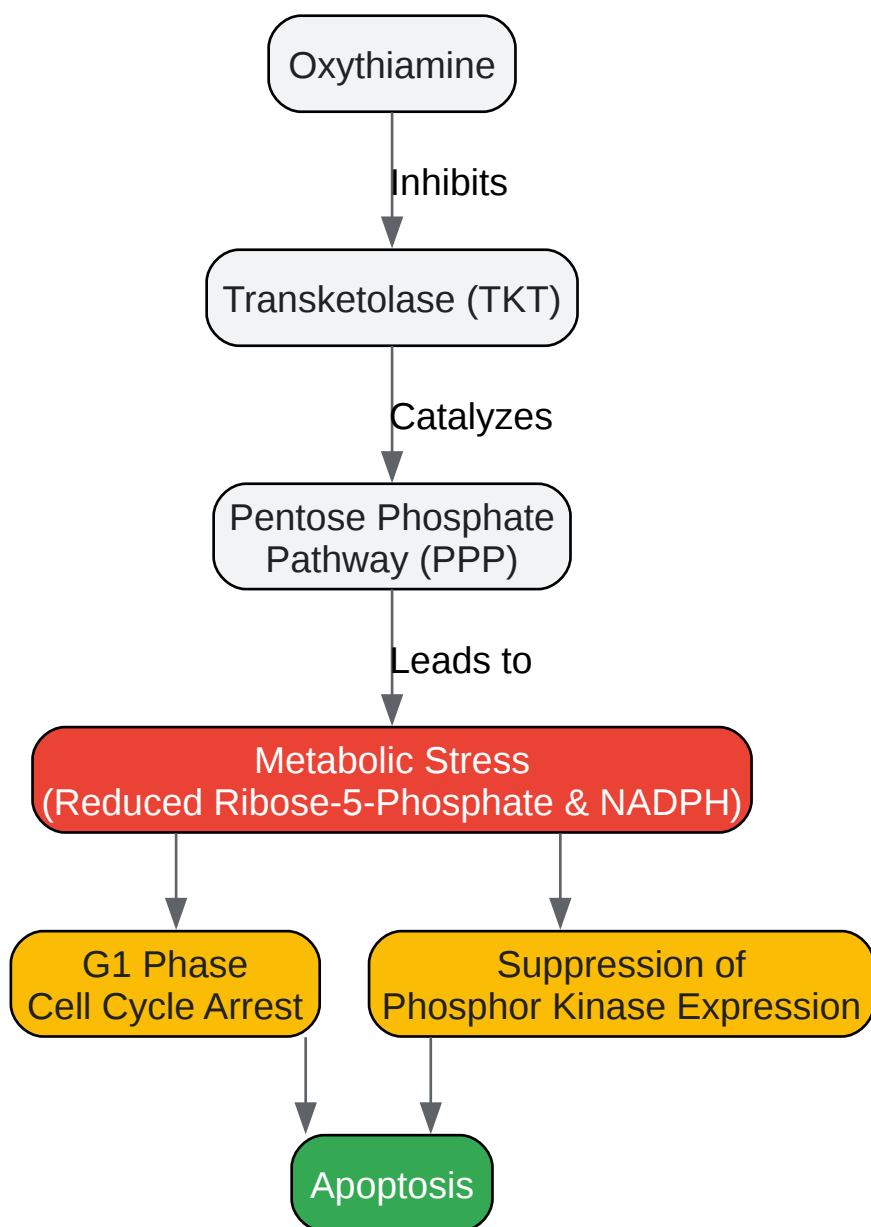 Oxythiamine
Inhibits
Transketolase (TKT)
Catalyzes
Pentose Phosphate
Pathway (PPP)
Leads to
Metabolic Stress
(Reduced Ribose-5-Phosphate & NADPH)
G1 Phase
Cell Cycle Arrest
Suppression of
Phosphor Kinase Expression
Apoptosis